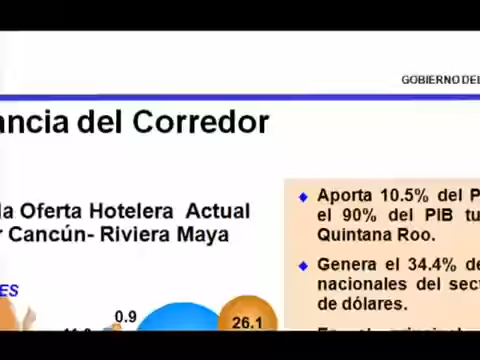 GOBIERNO DEL
ancia del Corredor
la Oferta Hotelera Actual
r Cancún- Riviera Maya
ES
0.9
26.1
Aporta 10.5% del P
el 90% del PIB tu
Quintana Roo.
Genera el 34.4% de
nacionales del sect
de dólares.